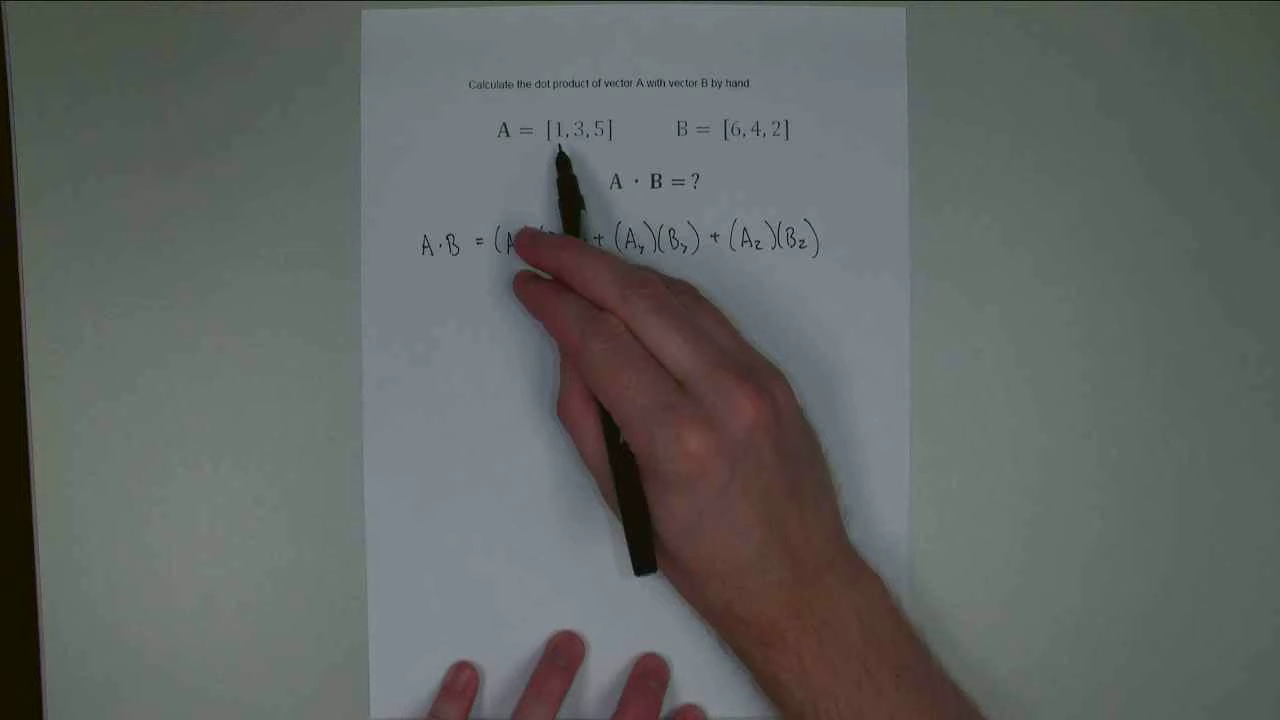 Calculate the dot product of vector A with vector B by hand
A = [1, 3, 5] B = [6, 4, 2]
A · B = ?
A·B = (A + (Ay)(By) + (Az)(Bz)